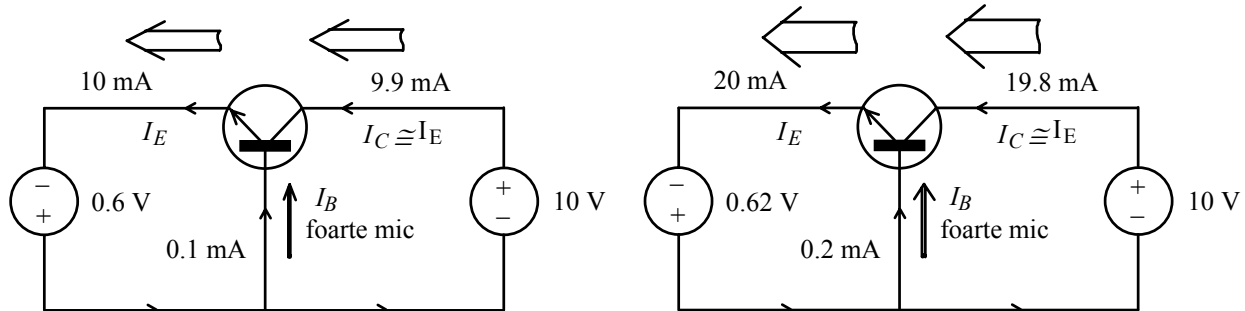 10 mA
9.9 mA
I_E
I_C ≅ I_E
−
+
0.6 V
I_B
foarte mic
0.1 mA
+
−
10 V
20 mA
19.8 mA
I_E
I_C ≅ I_E
−
+
0.62 V
I_B
foarte mic
0.2 mA
+
−
10 V